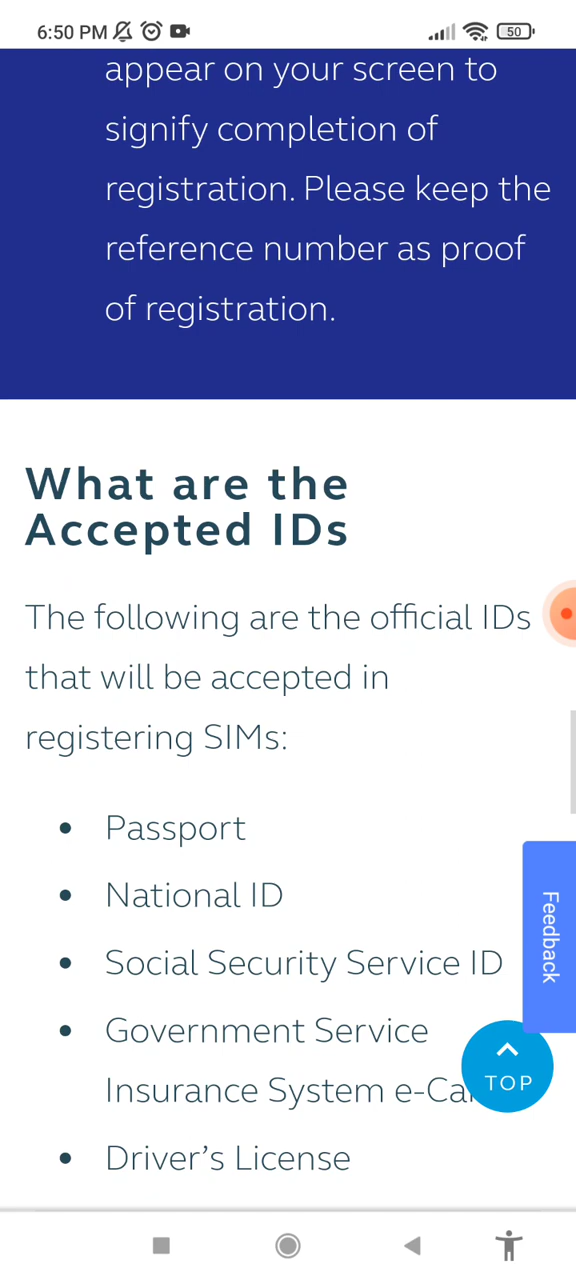 6:50 PM
50
appear on your screen to
signify completion of
registration. Please keep the
reference number as proof
of registration.
What are the
Accepted IDs
The following are the official IDs
that will be accepted in
registering SIMs:
• Passport
• National ID
• Social Security Service ID
Feedback
• Government Service
Insurance System e-Ca
TOP
• Driver’s License